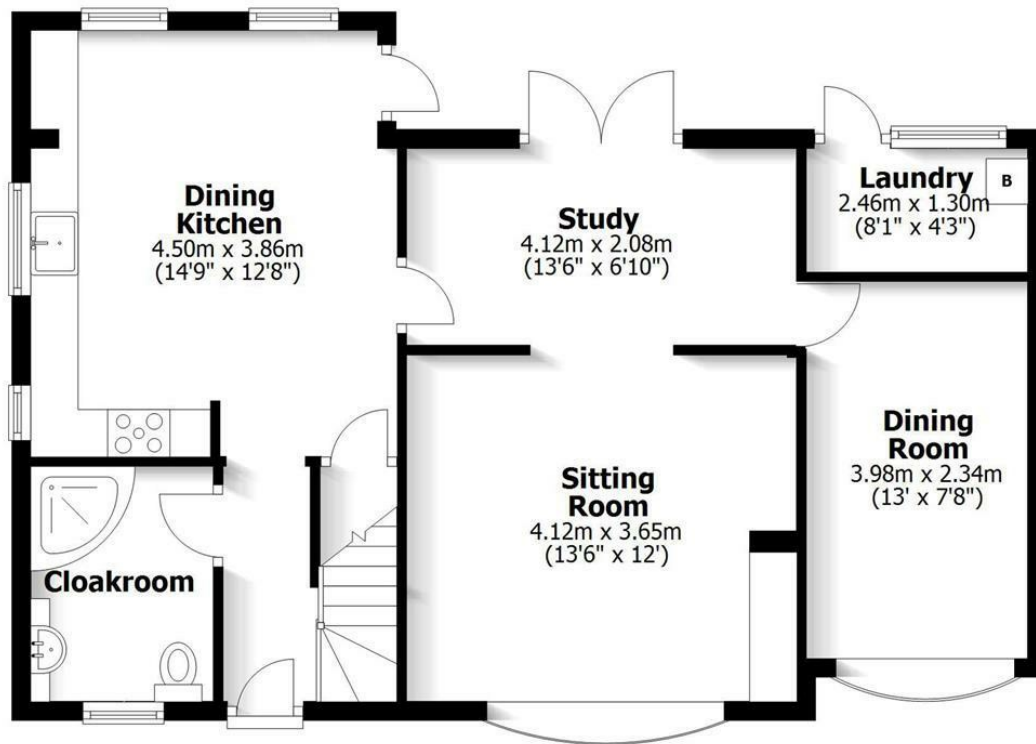 Dining
Kitchen
4.50m x 3.86m
(14'9" x 12'8")
Study
4.12m x 2.08m
(13'6" x 6'10")
Laundry
2.46m x 1.30m
(8'1" x 4'3")
B
Dining
Room
3.98m x 2.34m
(13' x 7'8")
Sitting
Room
4.12m x 3.65m
(13'6" x 12')
Cloakroom